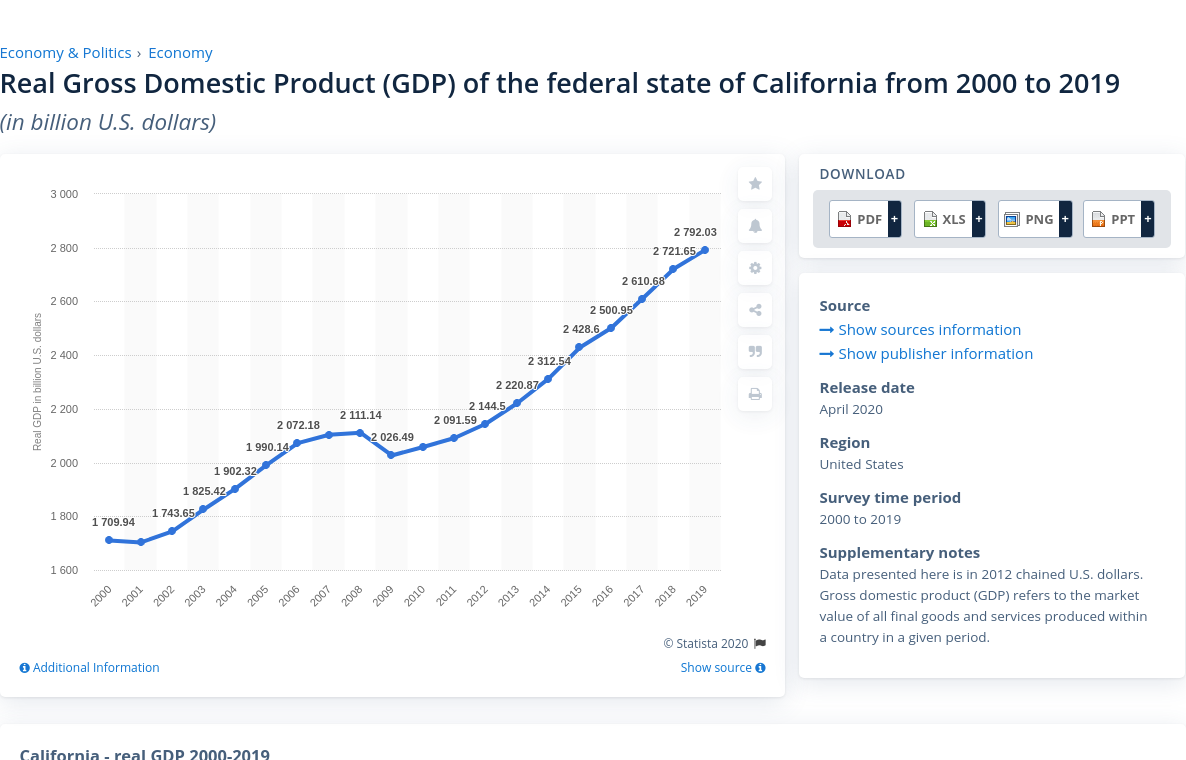 Economy & Politics › Economy
Real Gross Domestic Product (GDP) of the federal state of California from 2000 to 2019
(in billion U.S. dollars)
Real GDP in billion U.S. dollars
3 000
2 800
2 600
2 400
2 200
2 000
1 800
1 600
1 709.94
1 743.65
1 825.42
1 902.32
1 990.14
2 072.18
2 111.14
2 026.49
2 091.59
2 144.5
2 220.87
2 312.54
2 428.6
2 500.95
2 610.68
2 721.65
2 792.03
2000 2001 2002 2003 2004 2005 2006 2007 2008 2009 2010 2011 2012 2013 2014 2015 2016 2017 2018 2019
© Statista 2020
Additional Information
Show source
DOWNLOAD
PDF + XLS + PNG + PPT +
Source
Show sources information
Show publisher information
Release date
April 2020
Region
United States
Survey time period
2000 to 2019
Supplementary notes
Data presented here is in 2012 chained U.S. dollars.
Gross domestic product (GDP) refers to the market
value of all final goods and services produced within
a country in a given period.
California - real GDP 2000-2019